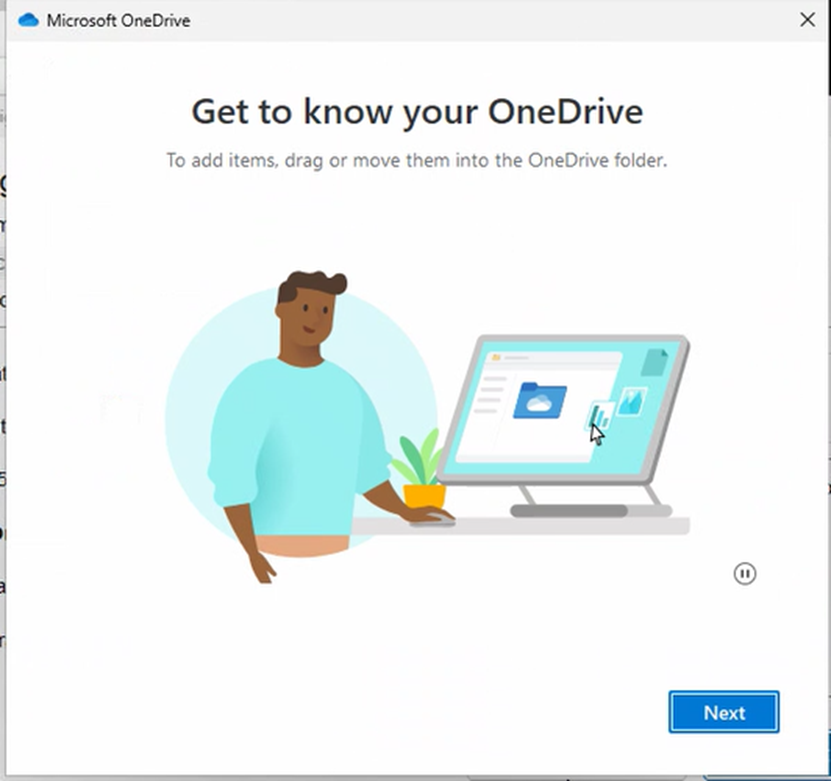 Microsoft OneDrive
Get to know your OneDrive
To add items, drag or move them into the OneDrive folder.
Next